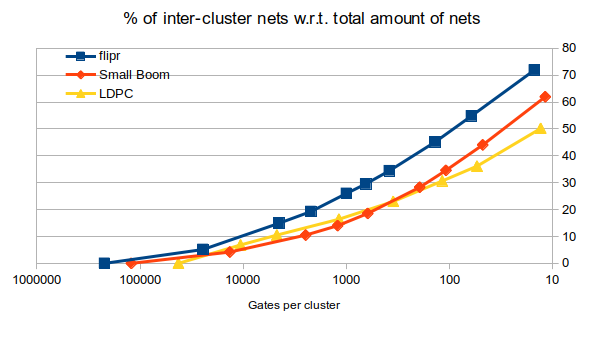 % of inter-cluster nets w.r.t. total amount of nets
flipr
Small Boom
LDPC
80
70
60
50
40
30
20
10
0
1000000 100000 10000 1000 100 10
Gates per cluster